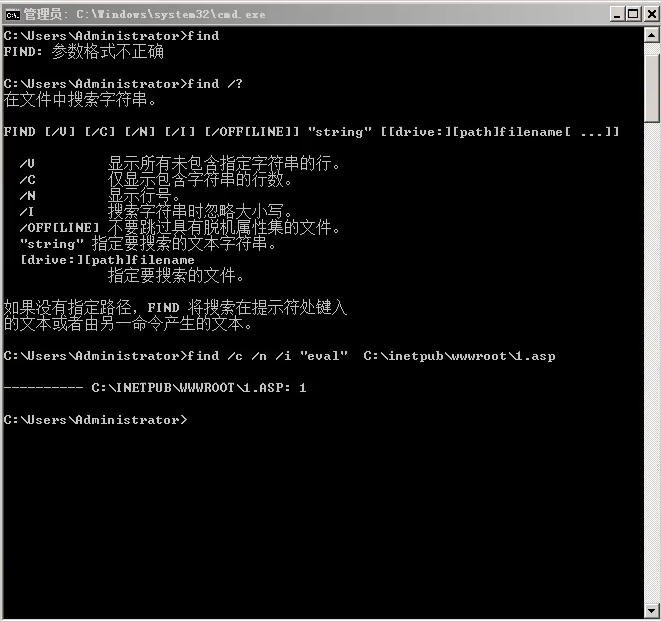 管理员: C:\Windows\system32\cmd.exe
C:\Users\Administrator>find
FIND: 参数格式不正确
C:\Users\Administrator>find /?
在文件中搜索字符串。
FIND [/V] [/C] [/N] [/I] [/OFF[LINE]] "string" [[drive:][path]filename[ ...]]
/V 显示所有未包含指定字符串的行。
/C 仅显示包含字符串的行数。
/N 显示行号。
/I 搜索字符串时忽略大小写。
/OFF[LINE] 不要跳过具有脱机属性集的文件。
"string" 指定要搜索的文本字符串。
[drive:][path]filename
指定要搜索的文件。
如果没有指定路径，FIND 将搜索在提示符处键入
的文本或者由另一命令产生的文本。
C:\Users\Administrator>find /c /n /i "eval"  C:\inetpub\wwwroot\1.asp
---------- C:\INETPUB\WWWROOT\1.ASP: 1
C:\Users\Administrator>